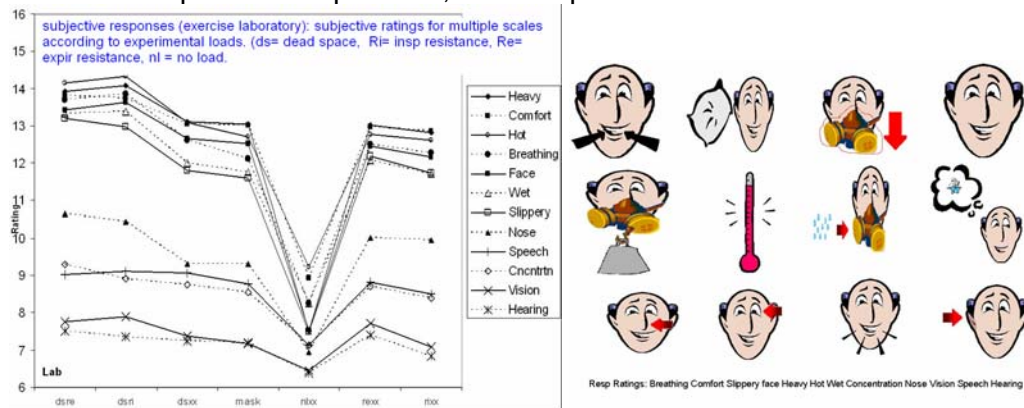 subjective responses (exercise laboratory): subjective ratings for multiple scales
according to experimental loads. (ds= dead space, Ri= insp resistance, Re=
expir resistance, nl = no load.
16
15
14
13
12
11
10
9
8
7
6
Rating
Lab
dsre
dsri
dsxx
mask
nlxx
rexx
rixx
Heavy
Comfort
Hot
Breathing
Face
Wet
Slippery
Nose
Speech
Cncntrtn
Vision
Hearing
Resp Ratings: Breathing Comfort Slippery face Heavy Hot Wet Concentration Nose Vision Speech Hearing